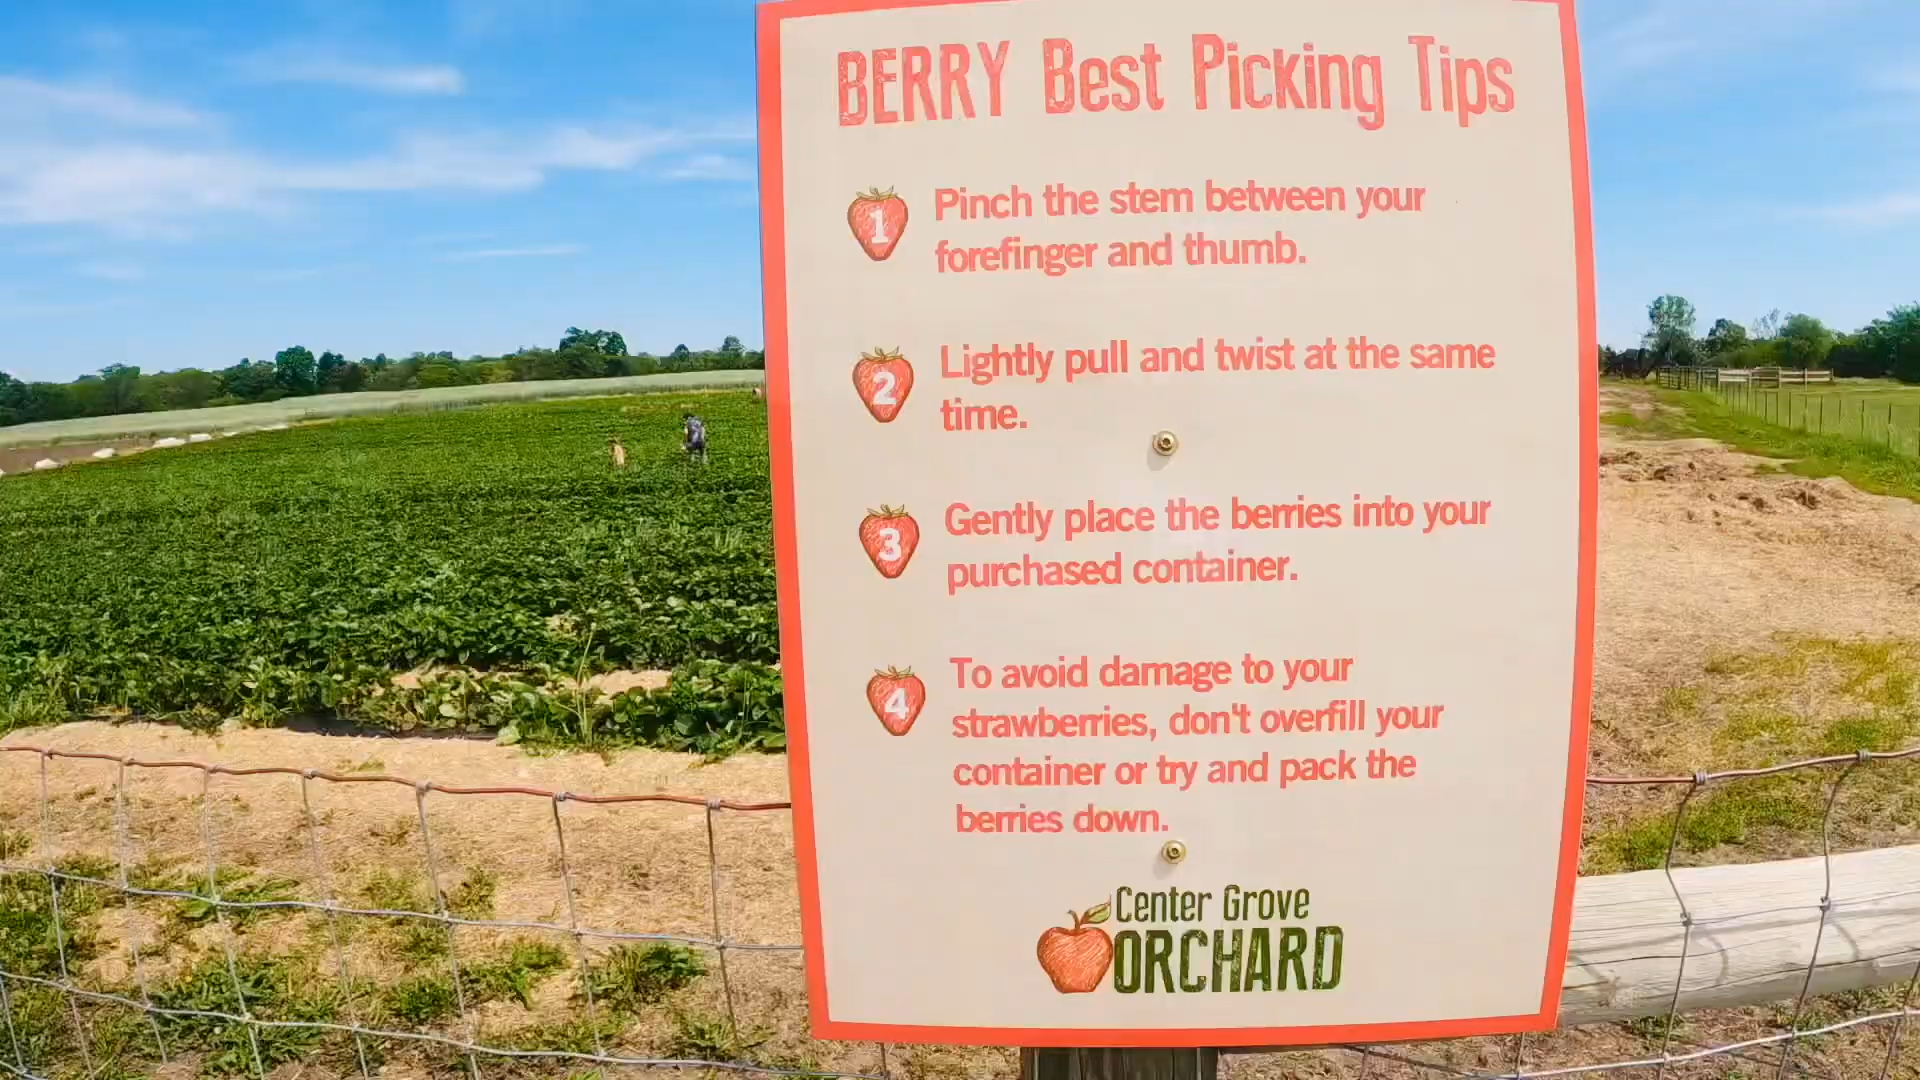 BERRY Best Picking Tips
1 Pinch the stem between your
forefinger and thumb.
2 Lightly pull and twist at the same
time.
3 Gently place the berries into your
purchased container.
4 To avoid damage to your
strawberries, don't overfill your
container or try and pack the
berries down.
Center Grove
ORCHARD